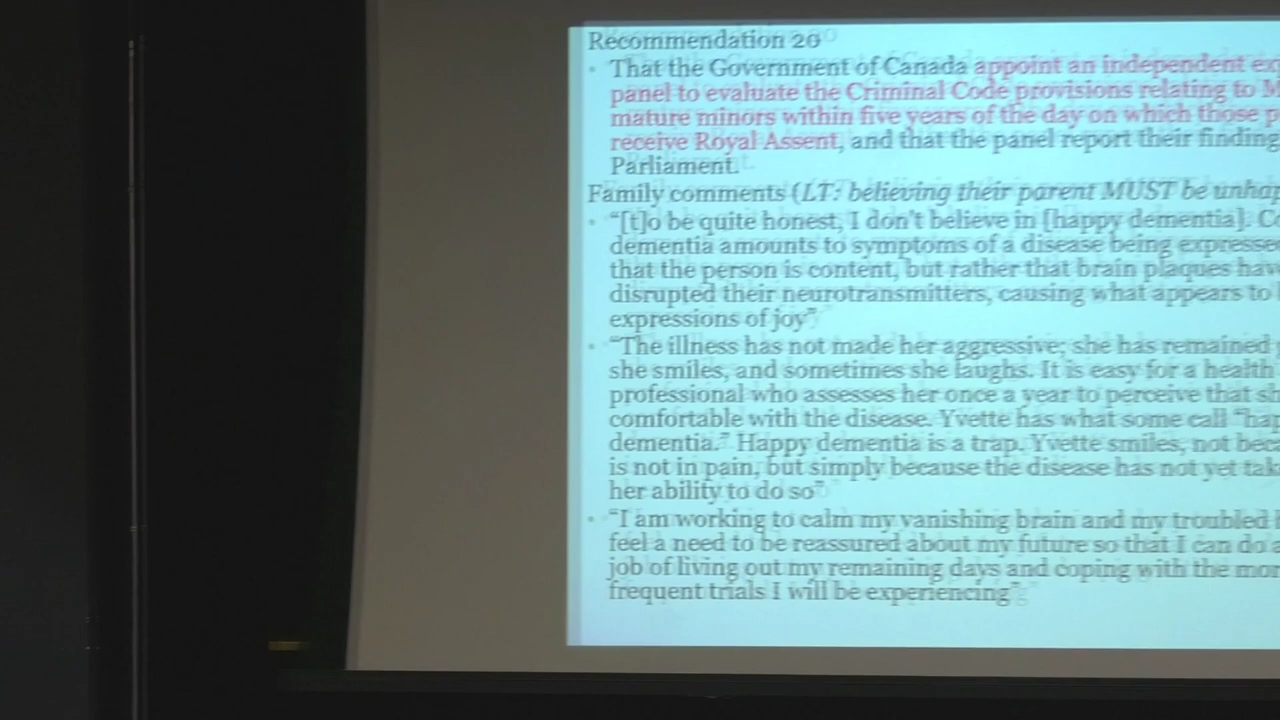 Recommendation 20
• That the Government of Canada appoint an independent
panel to evaluate the Criminal Code provisions relating to
mature minors within five years of the day on which those
receive Royal Assent, and that the panel report their
Parliament.
Family comments (LT: believing their parent MUST be
• "[t]o be quite honest, I don't believe in [happy dementia].
dementia amounts to symptoms of a disease being
that the person is content, but rather that brain plaques
disrupted their neurotransmitters, causing what appears to
expressions of joy"
• "The illness has not made her aggressive; she has remained
she smiles, and sometimes she laughs. It is easy for a health
professional who assesses her once a year to perceive that
comfortable with the disease. Yvette has what some call
dementia." Happy dementia is a trap. Yvette smiles, not
is not in pain, but simply because the disease has not yet
her ability to do so"
• "I am working to calm my vanishing brain and my troubled
feel a need to be reassured about my future so that I can do
job of living out my remaining days and coping with the
frequent trials I will be experiencing"